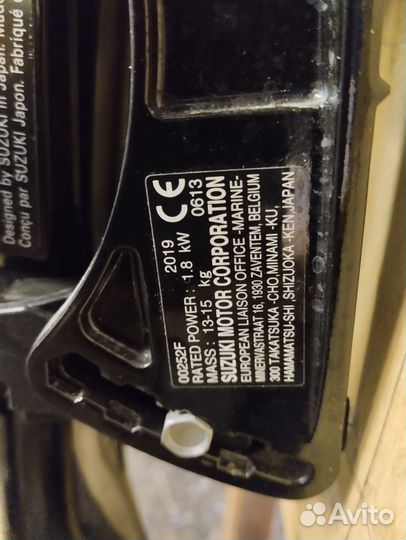 Designed by SUZUKI in Japan. Made
Conçu par SUZUKI Japon. Fabriqué
00252F 2019 CE
RATED POWER : 1.8 kW 0613
MASS : 13-15 kg
SUZUKI MOTOR CORPORATION
EUROPEAN LIAISON OFFICE -MARINE-
MINERVASTRAAT 16, 1930 ZAVENTEM, BELGIUM
300 TAKATSUKA -CHO,MINAMI -KU,
HAMAMATSU-SHI ,SHIZUOKA -KEN,JAPAN
Avito